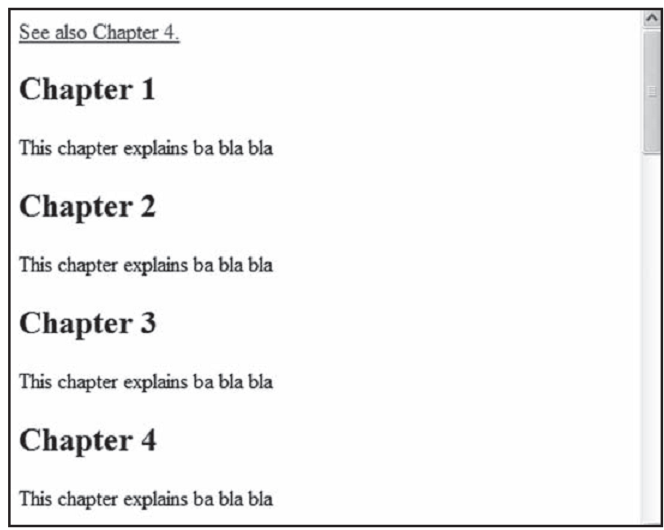 See also Chapter 4.
Chapter 1
This chapter explains ba bla bla
Chapter 2
This chapter explains ba bla bla
Chapter 3
This chapter explains ba bla bla
Chapter 4
This chapter explains ba bla bla